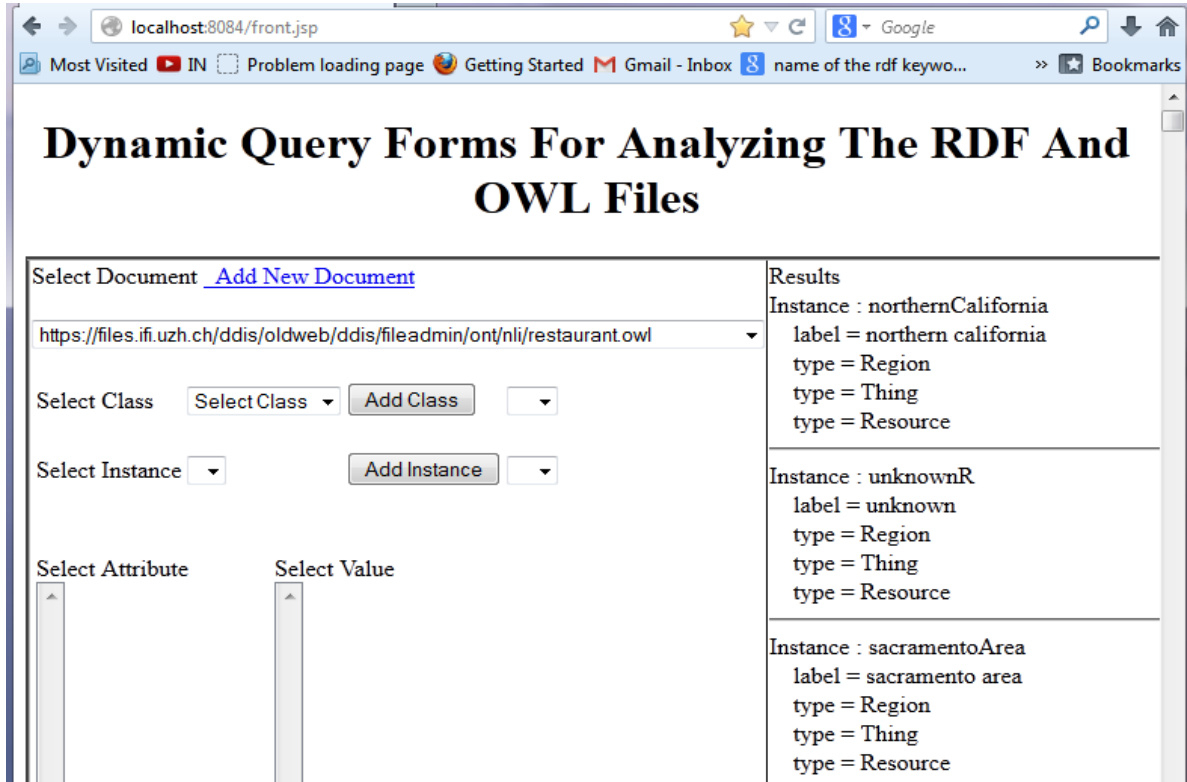 localhost:8084/front.jsp
8 Google
Most Visited IN Problem loading page Getting Started Gmail - Inbox 8 name of the rdf keywo... » Bookmarks
Dynamic Query Forms For Analyzing The RDF And
OWL Files
Select Document Add New Document
https://files.ifi.uzh.ch/ddis/oldweb/ddis/fileadmin/ont/nli/restaurant.owl
Select Class Select Class Add Class
Select Instance Add Instance
Select Attribute Select Value
Results
Instance : northernCalifornia
label = northern california
type = Region
type = Thing
type = Resource
Instance : unknownR
label = unknown
type = Region
type = Thing
type = Resource
Instance : sacramentoArea
label = sacramento area
type = Region
type = Thing
type = Resource